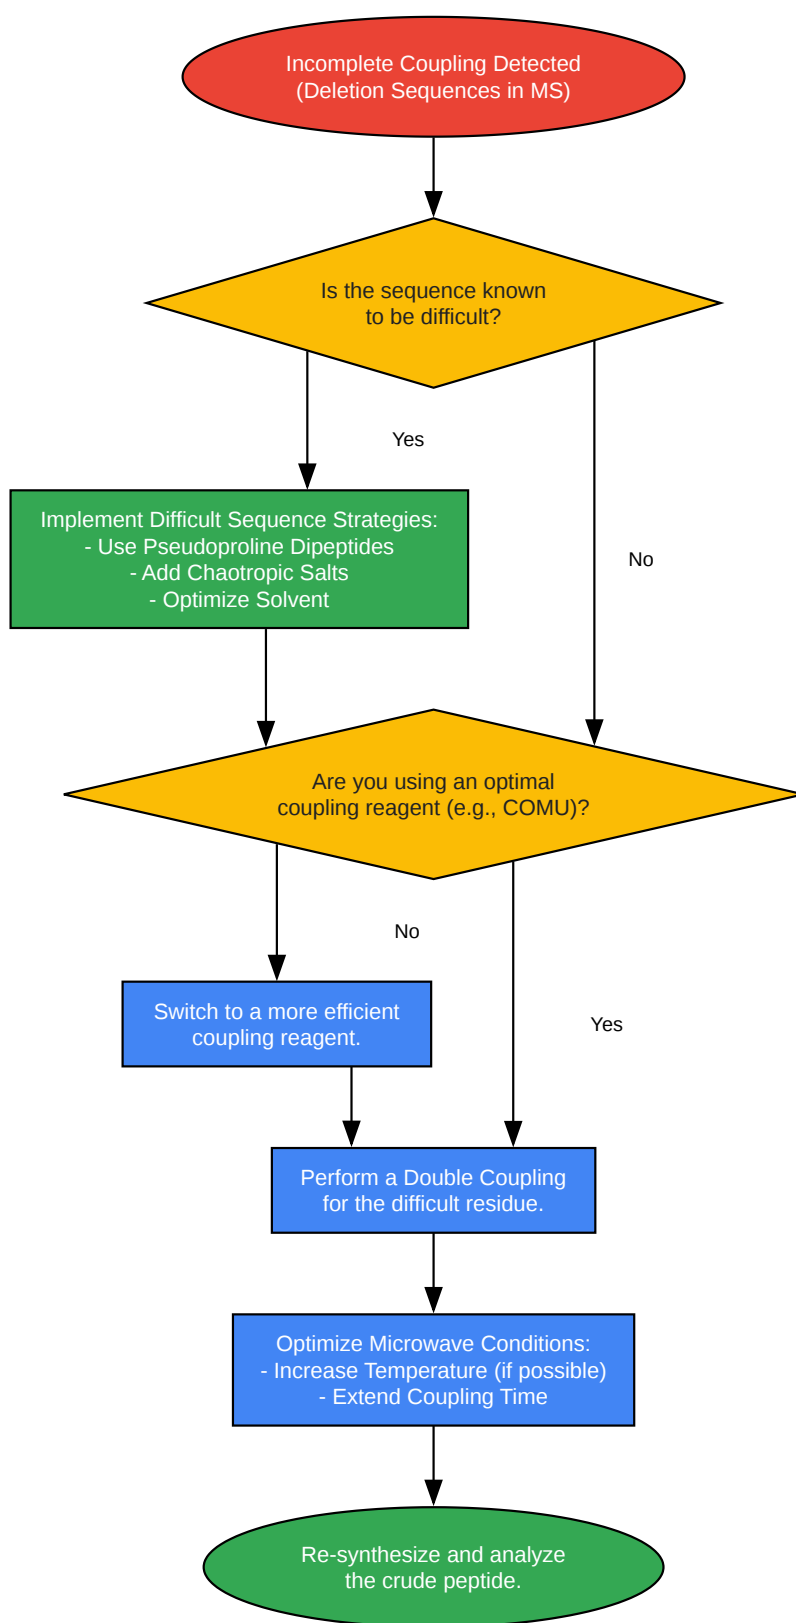 Incomplete Coupling Detected
(Deletion Sequences in MS)
Is the sequence known
to be difficult?
Yes
Implement Difficult Sequence Strategies:
- Use Pseudoproline Dipeptides
- Add Chaotropic Salts
- Optimize Solvent
No
Are you using an optimal
coupling reagent (e.g., COMU)?
No
Switch to a more efficient
coupling reagent.
Yes
Perform a Double Coupling
for the difficult residue.
Optimize Microwave Conditions:
- Increase Temperature (if possible)
- Extend Coupling Time
Re-synthesize and analyze
the crude peptide.